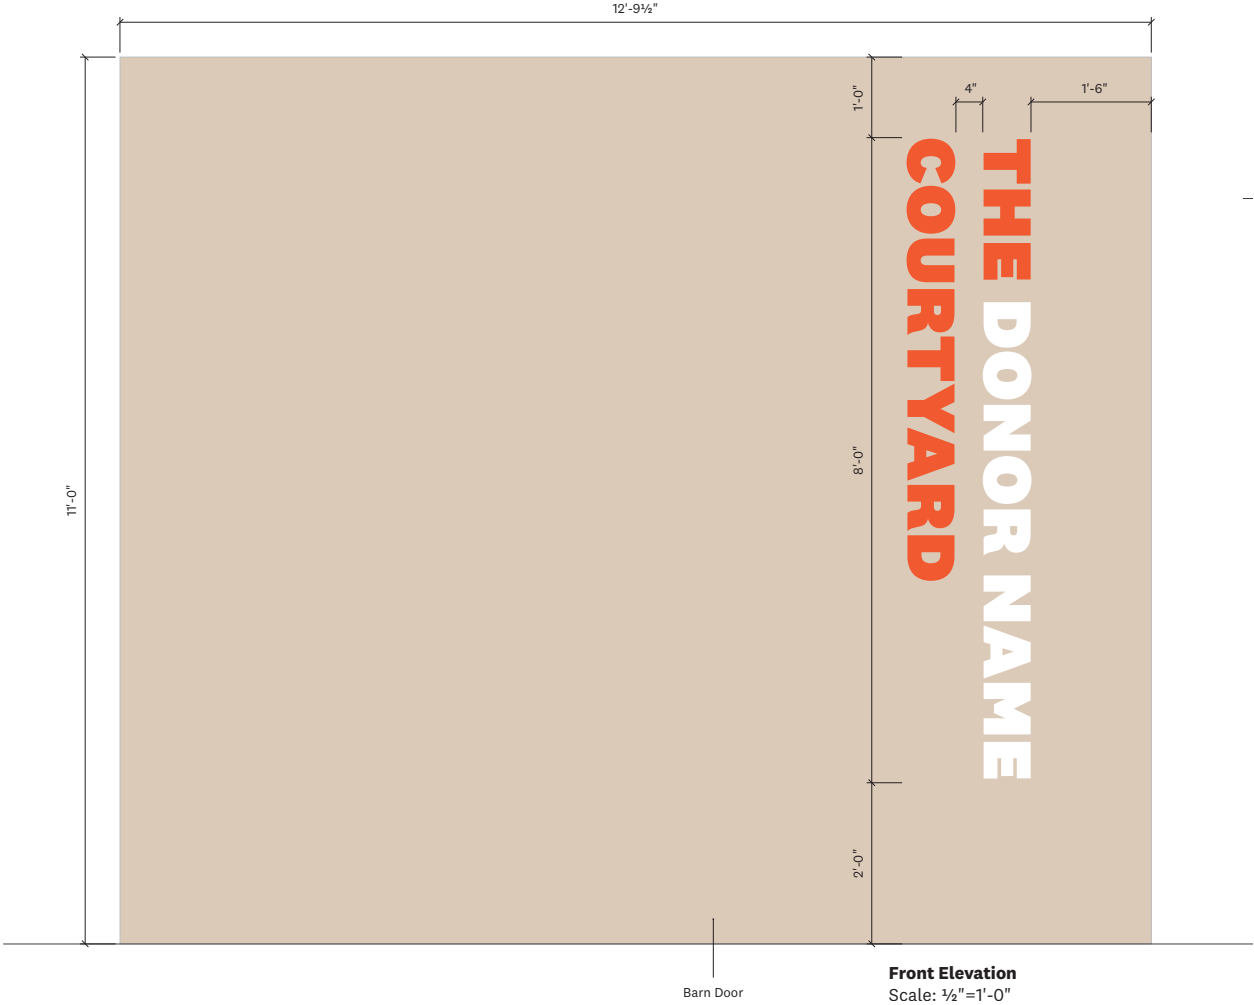 12'-9½"
1'-0"
4"
1'-6"
THE DONOR NAME
COURTYARD
11'-0"
8'-0"
2'-0"
Barn Door
Front Elevation
Scale: ½"=1'-0"